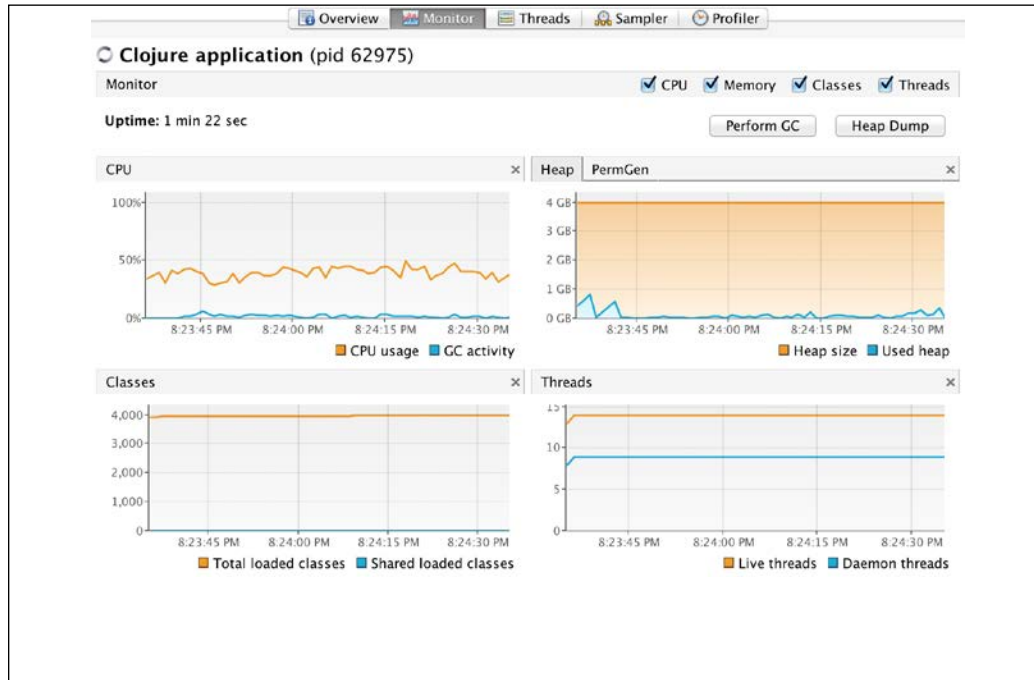 Overview Monitor Threads Sampler Profiler
Clojure application (pid 62975)
Monitor CPU Memory Classes Threads
Uptime: 1 min 22 sec Perform GC Heap Dump
CPU
100%
50%
0%
8:23:45 PM 8:24:00 PM 8:24:15 PM 8:24:30 PM
CPU usage GC activity
Heap PermGen
4 GB
3 GB
2 GB
1 GB
0 GB
8:23:45 PM 8:24:00 PM 8:24:15 PM 8:24:30 PM
Heap size Used heap
Classes
4,000
3,000
2,000
1,000
0
8:23:45 PM 8:24:00 PM 8:24:15 PM 8:24:30 PM
Total loaded classes Shared loaded classes
Threads
15
10
5
0
8:23:45 PM 8:24:00 PM 8:24:15 PM 8:24:30 PM
Live threads Daemon threads